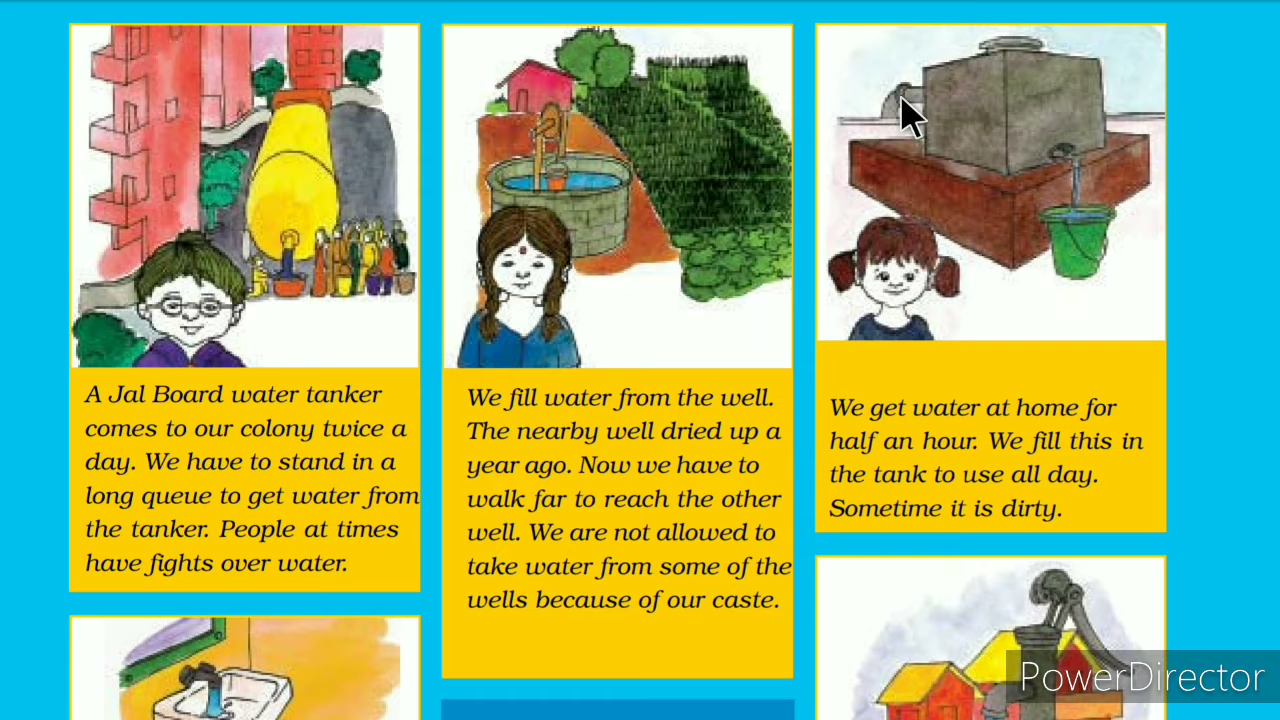 A Jal Board water tanker
comes to our colony twice a
day. We have to stand in a
long queue to get water from
the tanker. People at times
have fights over water.
We fill water from the well.
The nearby well dried up a
year ago. Now we have to
walk far to reach the other
well. We are not allowed to
take water from some of the
wells because of our caste.
We get water at home for
half an hour. We fill this in
the tank to use all day.
Sometime it is dirty.
PowerDirector